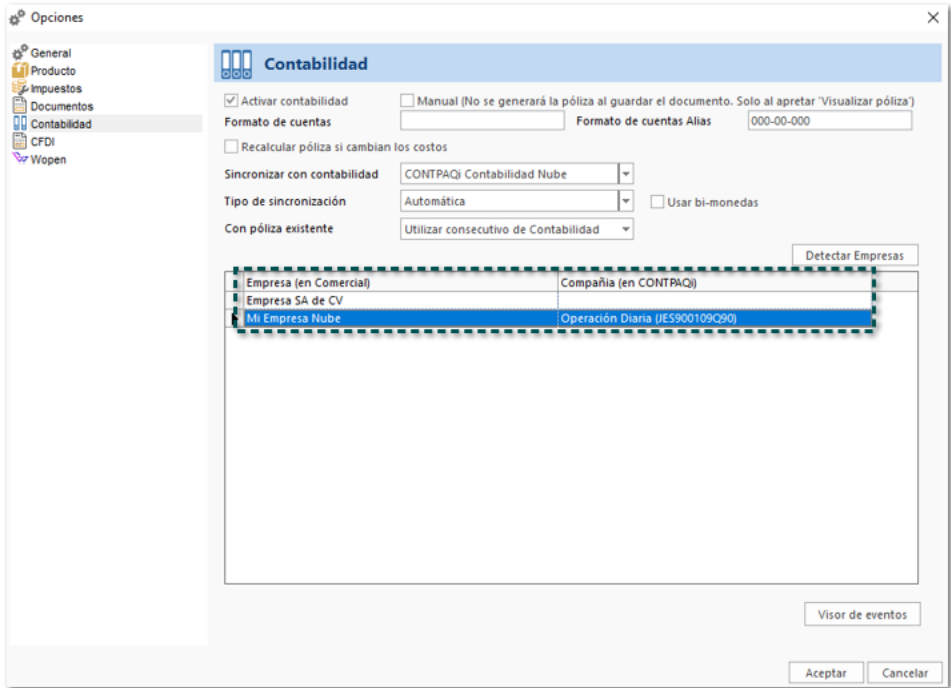 Opciones
General
Producto
Impuestos
Documentos
Contabilidad
CFDI
Wopen
Contabilidad
Activar contabilidad
Manual (No se generará la póliza al guardar el documento. Solo al apretar 'Visualizar póliza')
Formato de cuentas
Formato de cuentas Alias
000-00-000
Recalcular póliza si cambian los costos
Sincronizar con contabilidad
CONTPAQi Contabilidad Nube
Tipo de sincronización
Automática
Usar bi-monedas
Con póliza existente
Utilizar consecutivo de Contabilidad
Detectar Empresas
Empresa (en Comercial)
Compañia (en CONTPAQi)
Empresa SA de CV
Mi Empresa Nube
Operación Diaria (JES900109Q90)
Visor de eventos
Aceptar
Cancelar